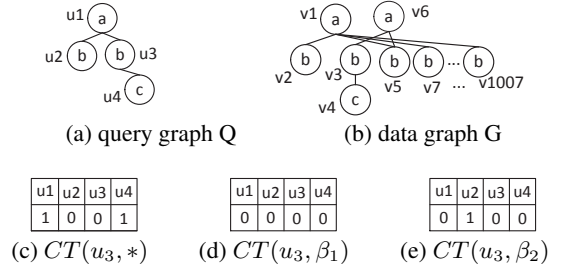 u1 a
u2 b b u3
u4 c
v1 a a v6
b b b b ... b
v2 v3 v5 v7 ... v1007
v4 c
(a) query graph Q (b) data graph G
u1 u2 u3 u4 u1 u2 u3 u4 u1 u2 u3 u4
1 0 0 1 0 0 0 0 0 1 0 0
(c) CT(u₃, *) (d) CT(u₃, β₁) (e) CT(u₃, β₂)